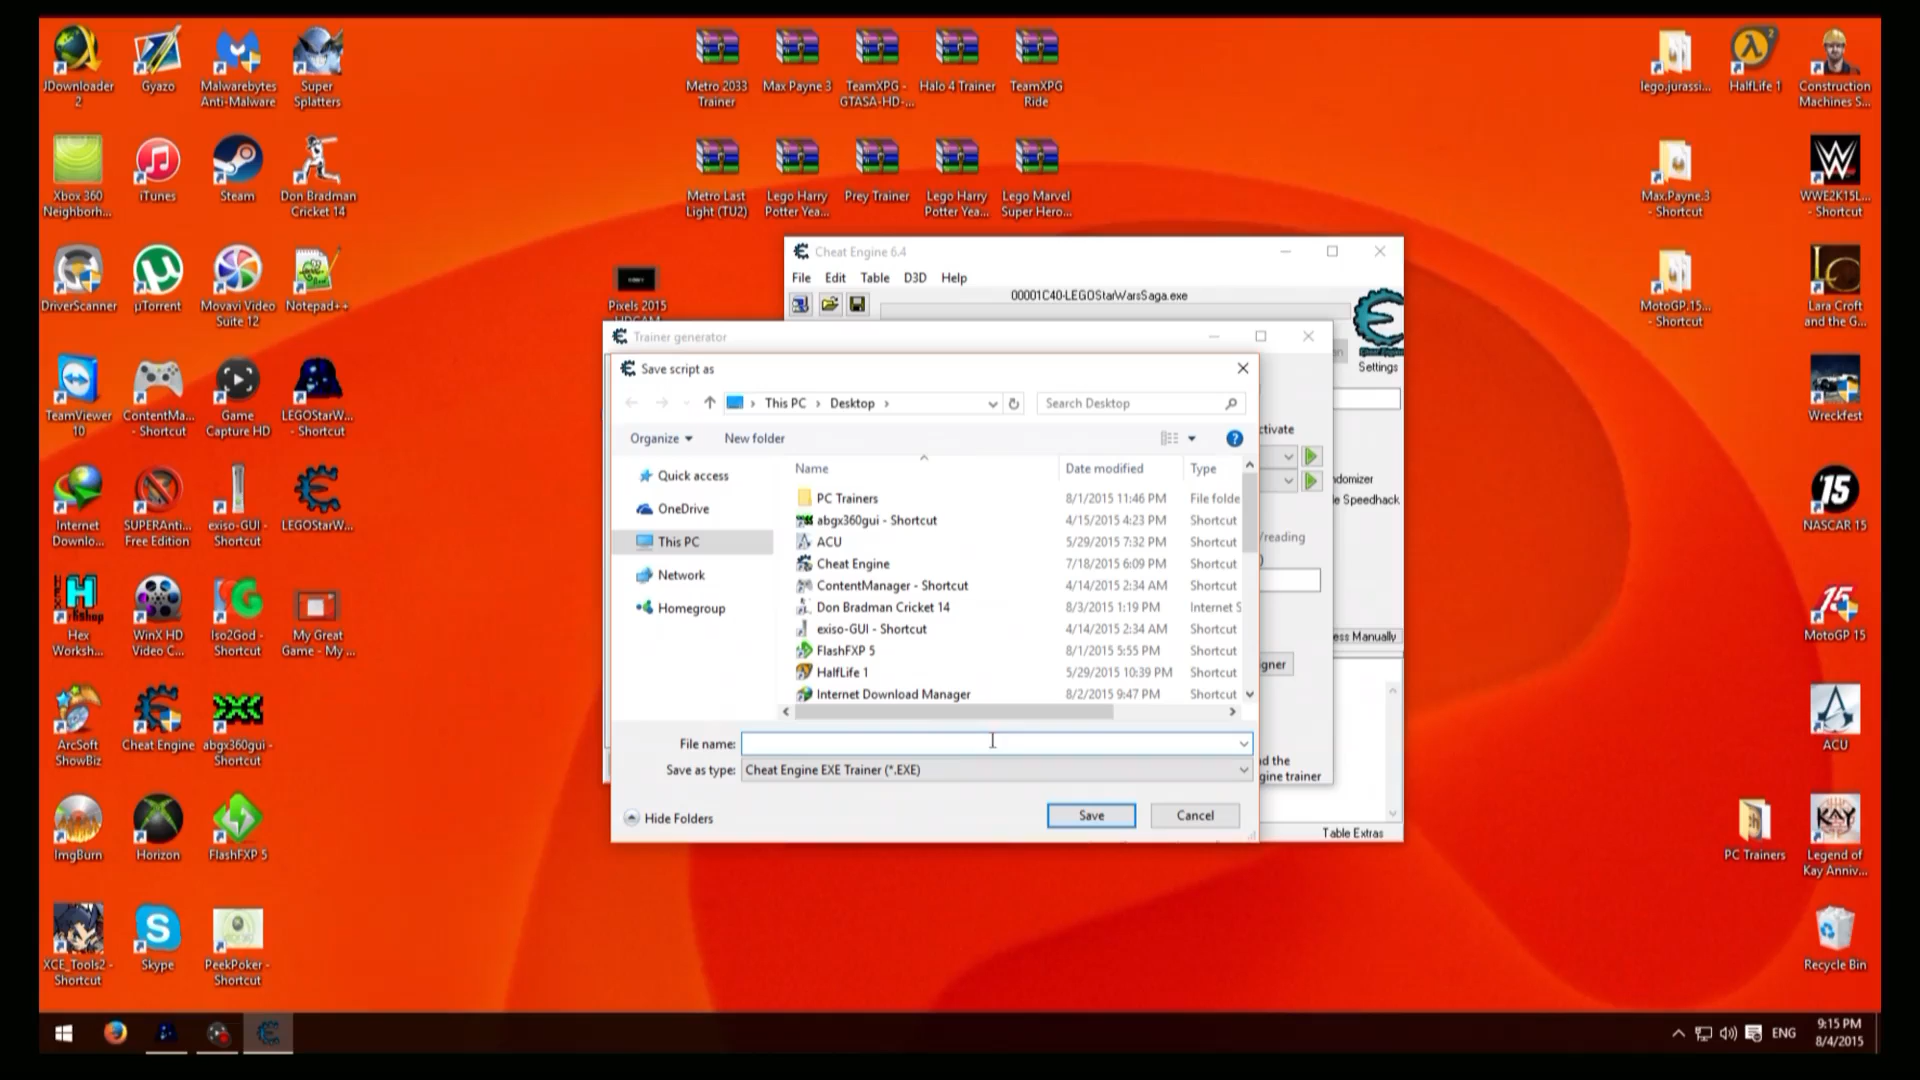 JDownloader
2
Gyazo
Malwarebytes
Anti-Malware
Super
Splatters
Metro 2033
Trainer
Max Payne 3
TeamXPG -
GTASA-HD-...
Halo 4 Trainer
TeamXPG
Ride
lego.jurassi...
HalfLife 1
Construction
Machines S...
Xbox 360
Neighborh...
iTunes
Steam
Don Bradman
Cricket 14
Metro Last
Light (TU2)
Lego Harry
Potter Yea...
Prey Trainer
Lego Harry
Potter Yea...
Lego Marvel
Super Hero...
Max.Payne.3
- Shortcut
WWE2K15L...
- Shortcut
DriverScanner
µTorrent
Movavi Video
Suite 12
Notepad++
Pixels 2015
MotoGP.15...
- Shortcut
Lara Croft
and the G...
TeamViewer
10
ContentMa...
- Shortcut
Game
Capture HD
LEGOStarW...
- Shortcut
Wreckfest
Internet
Downlo...
SUPERAnti...
Free Edition
exiso-GUI -
Shortcut
LEGOStarW...
NASCAR 15
Hex
Worksh...
WinX HD
Video C...
Iso2God -
Shortcut
My Great
Game - My ...
MotoGP 15
ArcSoft
ShowBiz
Cheat Engine
abgx360gui -
Shortcut
ACU
ImgBurn
Horizon
FlashFXP 5
PC Trainers
Legend of
Kay Anniv...
XCE_Tools2 -
Shortcut
Skype
PeekPoker -
Shortcut
Recycle Bin
Cheat Engine 6.4
File Edit Table D3D Help
00001C40-LEGOStarWarsSaga.exe
Settings
Trainer generator
Save script as
This PC > Desktop >
Search Desktop
Organize
New folder
Quick access
OneDrive
This PC
Network
Homegroup
Name Date modified Type
PC Trainers 8/1/2015 11:46 PM File folde
abgx360gui - Shortcut 4/15/2015 4:23 PM Shortcut
ACU 5/29/2015 7:32 PM Shortcut
Cheat Engine 7/18/2015 6:09 PM Shortcut
ContentManager - Shortcut 4/14/2015 2:34 AM Shortcut
Don Bradman Cricket 14 8/3/2015 1:19 PM Internet S
exiso-GUI - Shortcut 4/14/2015 2:34 AM Shortcut
FlashFXP 5 8/1/2015 5:55 PM Shortcut
HalfLife 1 5/29/2015 10:39 PM Shortcut
Internet Download Manager 8/2/2015 9:47 PM Shortcut
File name:
Save as type: Cheat Engine EXE Trainer (*.EXE)
Hide Folders
Save
Cancel
ctivate
ndomizer
le Speedhack
/reading
ess Manually
gner
d the
gine trainer
Table Extras
ENG
9:15 PM
8/4/2015